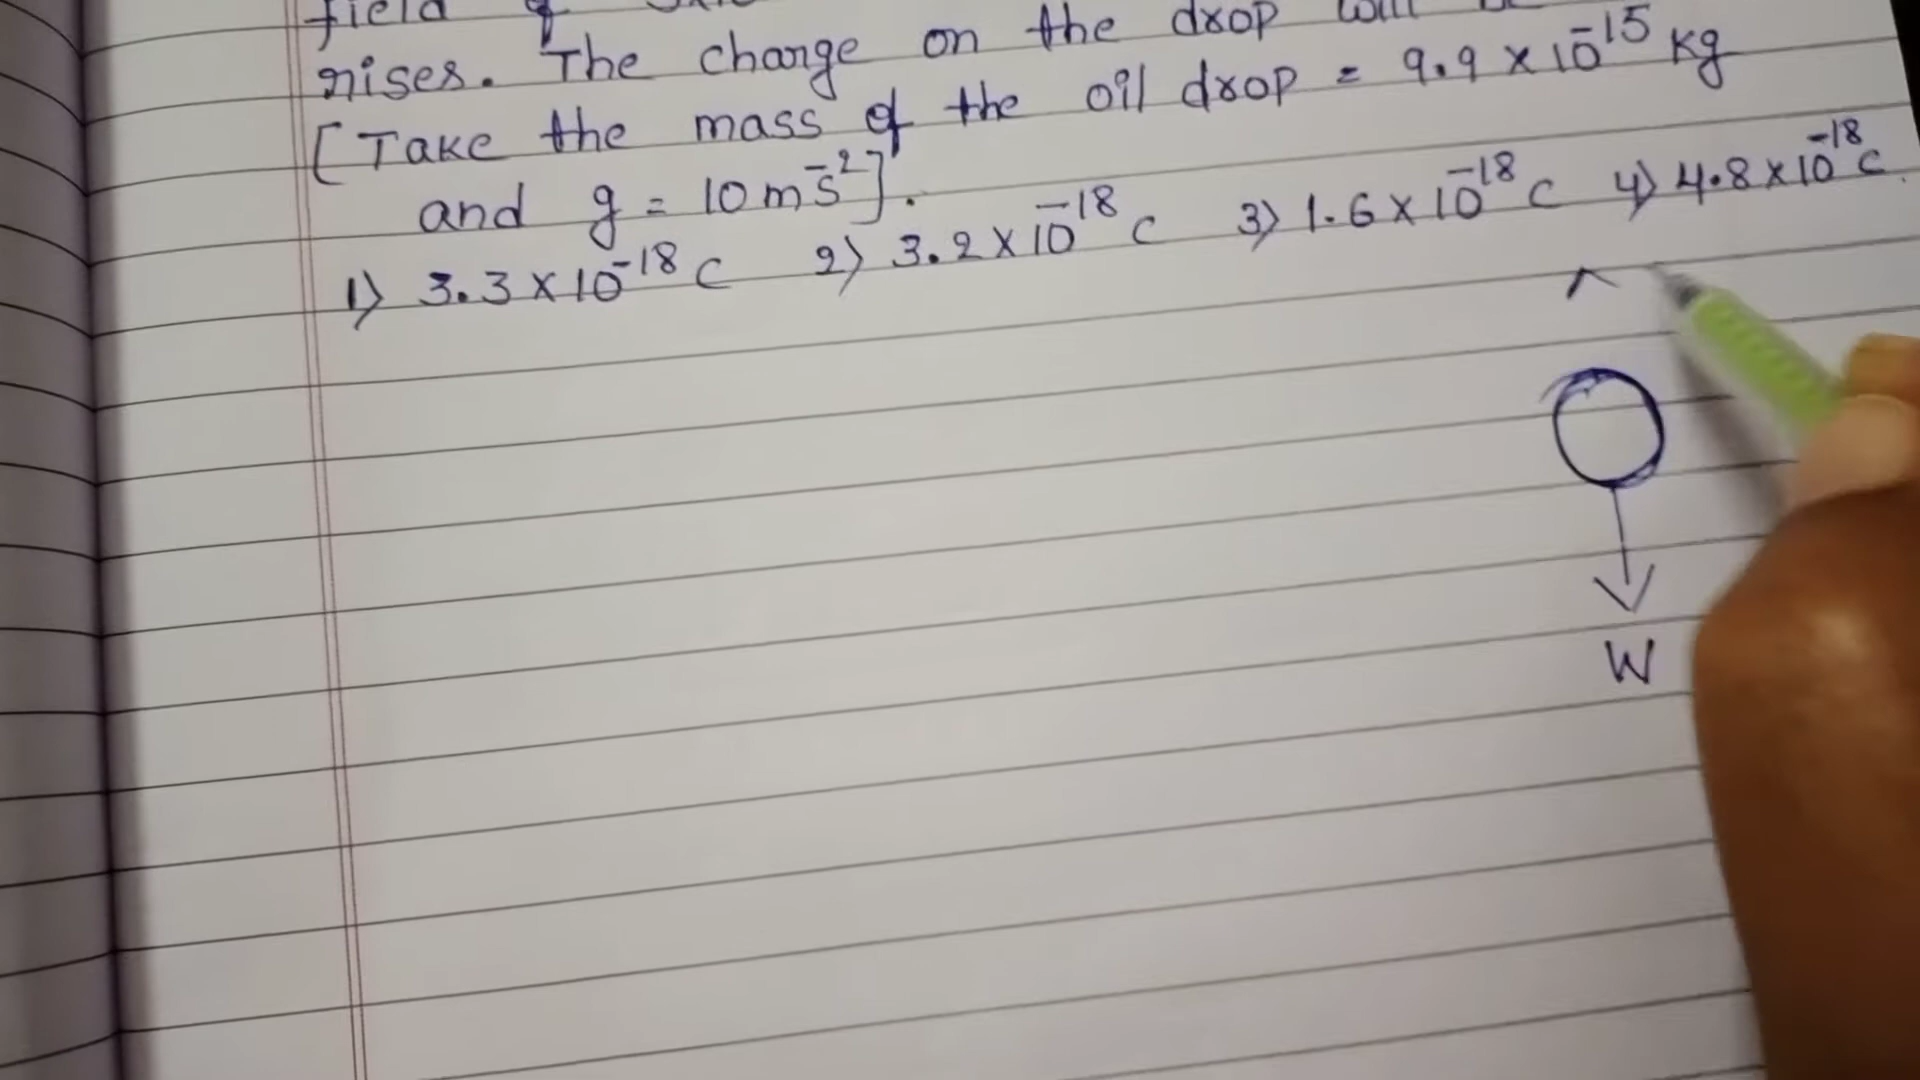 field of
rises. The charge on the drop will
[Take the mass of the oil drop = 9.9 × 10⁻¹⁵ kg
and g = 10 m s⁻²].
1) 3.3 × 10⁻¹⁸ C 2) 3.2 × 10⁻¹⁸ C 3) 1.6 × 10⁻¹⁸ C 4) 4.8 × 10⁻¹⁸ C.
W